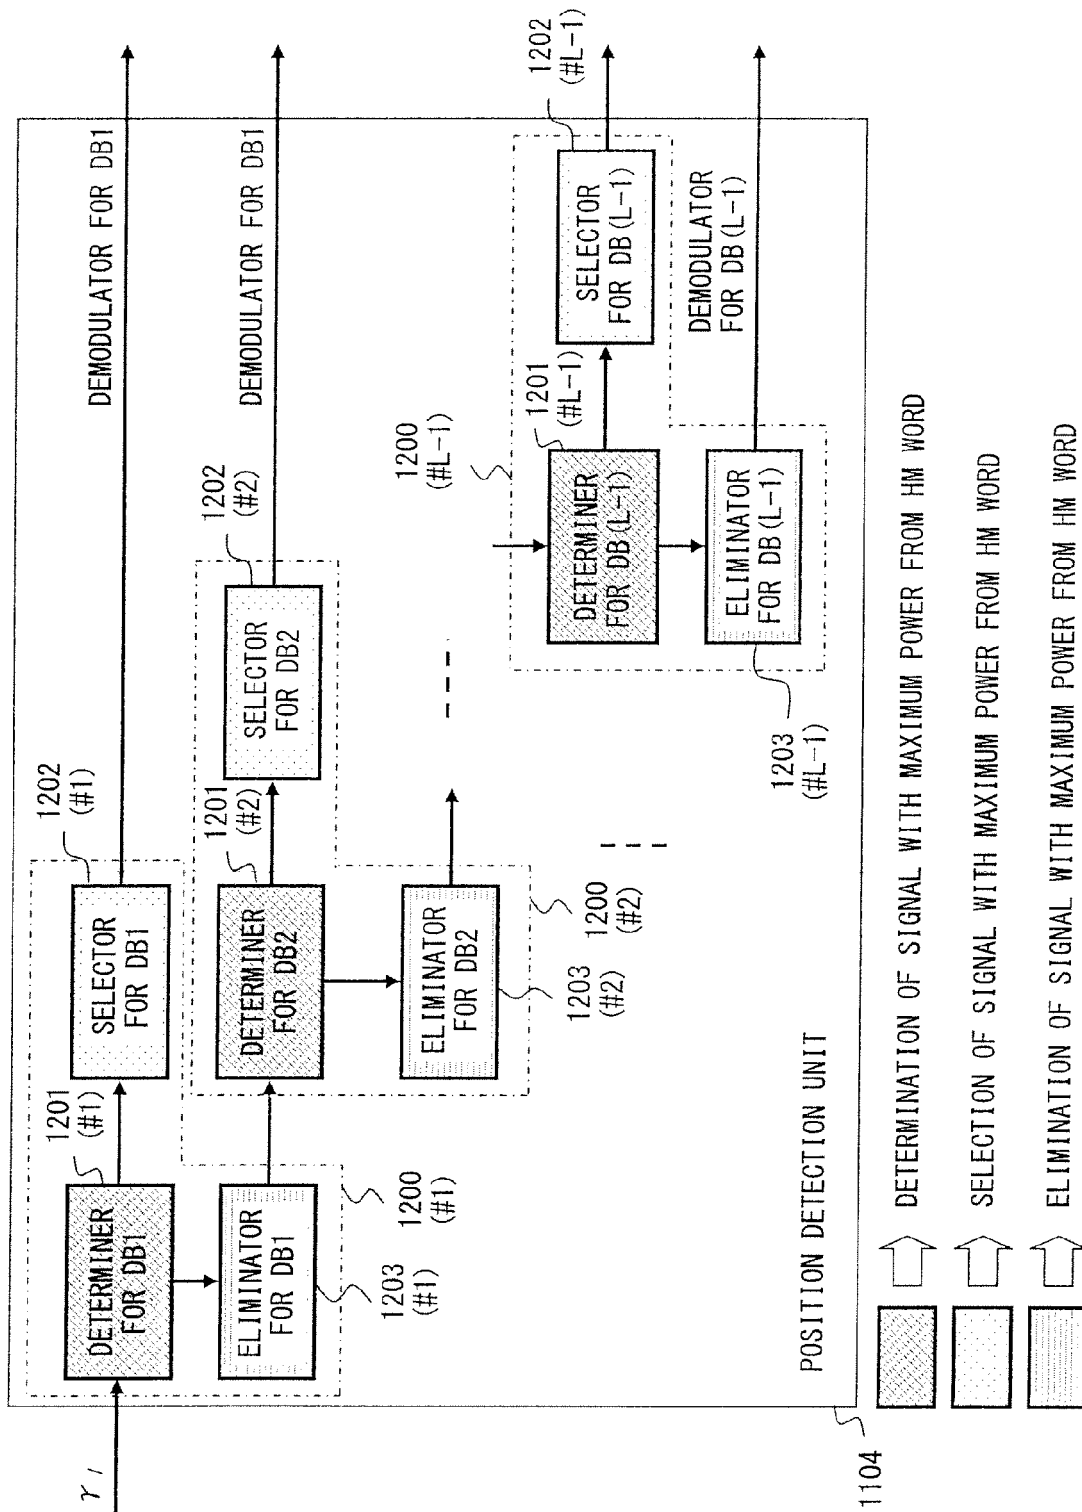 γl
DETERMINER
FOR DB1
1201
(#1)
SELECTOR
FOR DB1
1202
(#1)
DEMODULATOR FOR DB1
ELIMINATOR
FOR DB1
1203
(#1)
1200
(#1)
DETERMINER
FOR DB2
1201
(#2)
SELECTOR
FOR DB2
1202
(#2)
DEMODULATOR FOR DB1
ELIMINATOR
FOR DB2
1203
(#2)
1200
(#2)
1200
(#L-1)
DETERMINER
FOR DB(L-1)
1201
(#L-1)
SELECTOR
FOR DB(L-1)
1202
(#L-1)
DEMODULATOR
FOR DB(L-1)
ELIMINATOR
FOR DB(L-1)
1203
(#L-1)
POSITION DETECTION UNIT
1104
DETERMINATION OF SIGNAL WITH MAXIMUM POWER FROM HM WORD
SELECTION OF SIGNAL WITH MAXIMUM POWER FROM HM WORD
ELIMINATION OF SIGNAL WITH MAXIMUM POWER FROM HM WORD